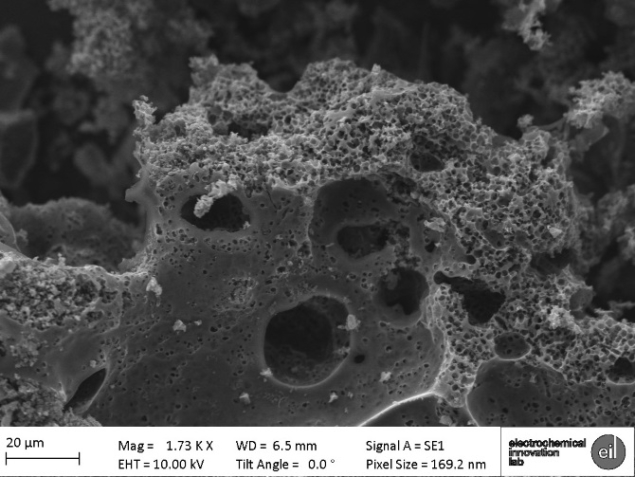 20 µm
Mag = 1.73 K X
EHT = 10.00 kV
WD = 6.5 mm
Tilt Angle = 0.0 °
Signal A = SE1
Pixel Size = 169.2 nm
electrochemical
innovation
lab
eil